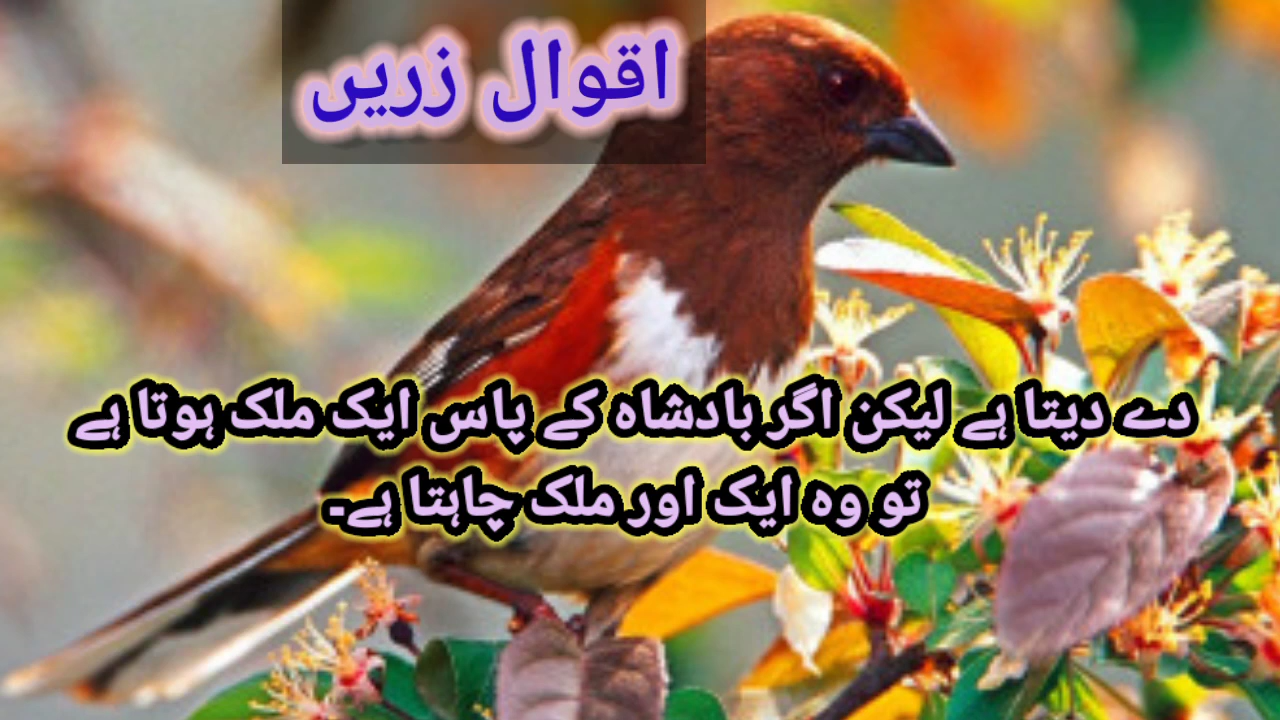 اقوال زریں
دے دیتا ہے لیکن اگر بادشاہ کے پاس ایک ملک ہوتا ہے
تو وہ ایک اور ملک چاہتا ہے۔